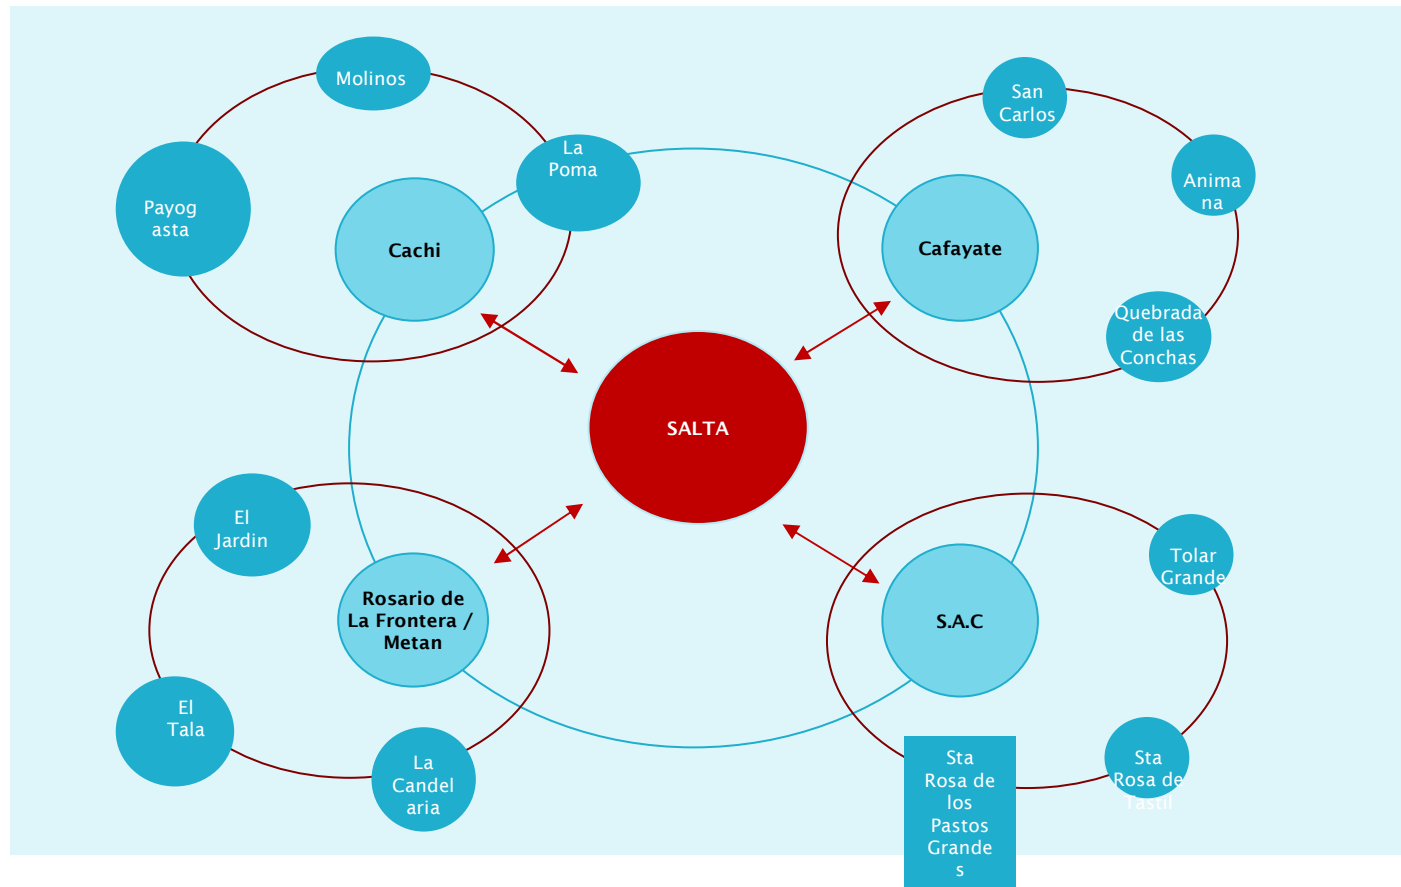 Molinos
La
Poma
Payog
asta
Cachi
San
Carlos
Anima
na
Cafayate
Quebrada
de las
Conchas
SALTA
El
Jardin
Rosario de
La Frontera /
Metan
El
Tala
La
Candel
aria
Tolar
Grande
S.A.C
Sta
Rosa de
los
Pastos
Grande
s
Sta
Rosa de
Tastil